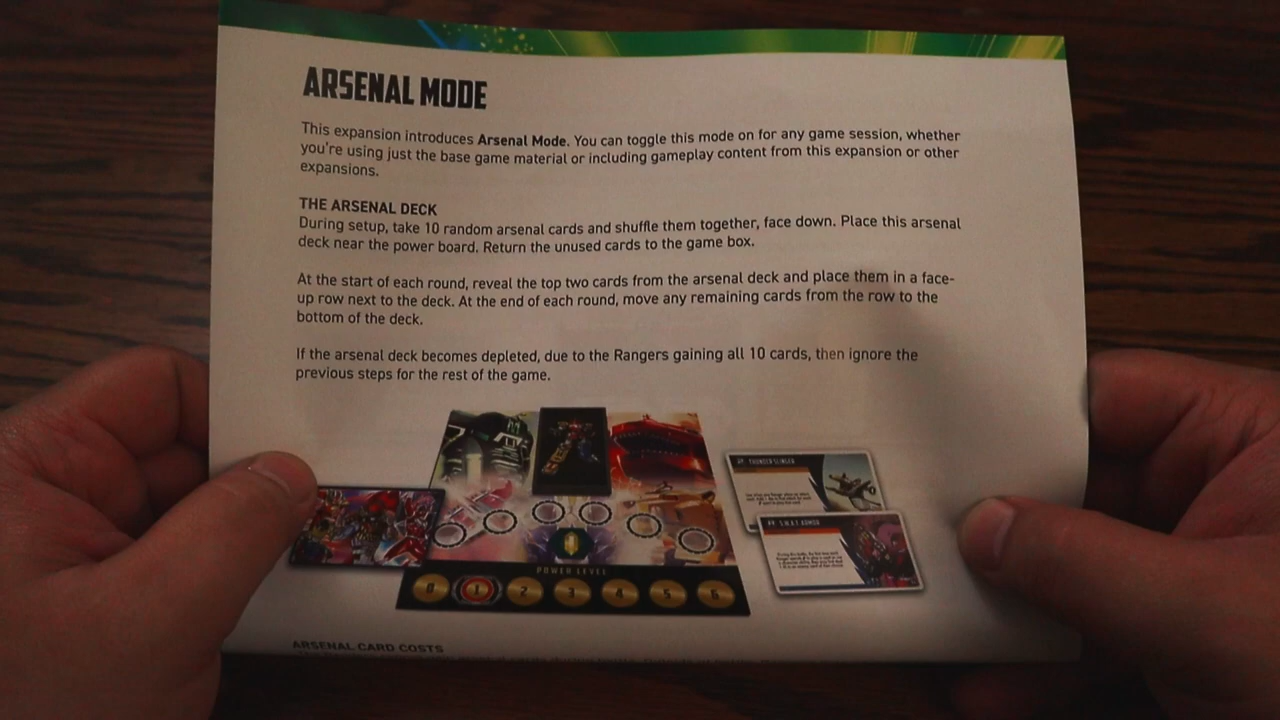 ARSENAL MODE
This expansion introduces Arsenal Mode. You can toggle this mode on for any game session, whether
you're using just the base game material or including gameplay content from this expansion or other
expansions.
THE ARSENAL DECK
During setup, take 10 random arsenal cards and shuffle them together, face down. Place this arsenal
deck near the power board. Return the unused cards to the game box.
At the start of each round, reveal the top two cards from the arsenal deck and place them in a face-
up row next to the deck. At the end of each round, move any remaining cards from the row to the
bottom of the deck.
If the arsenal deck becomes depleted, due to the Rangers gaining all 10 cards, then ignore the
previous steps for the rest of the game.
THUNDER SLINGER
S.W.A.T. ARMOR
POWER LEVEL
0 1 2 3 4 5 6
ARSENAL CARD COSTS